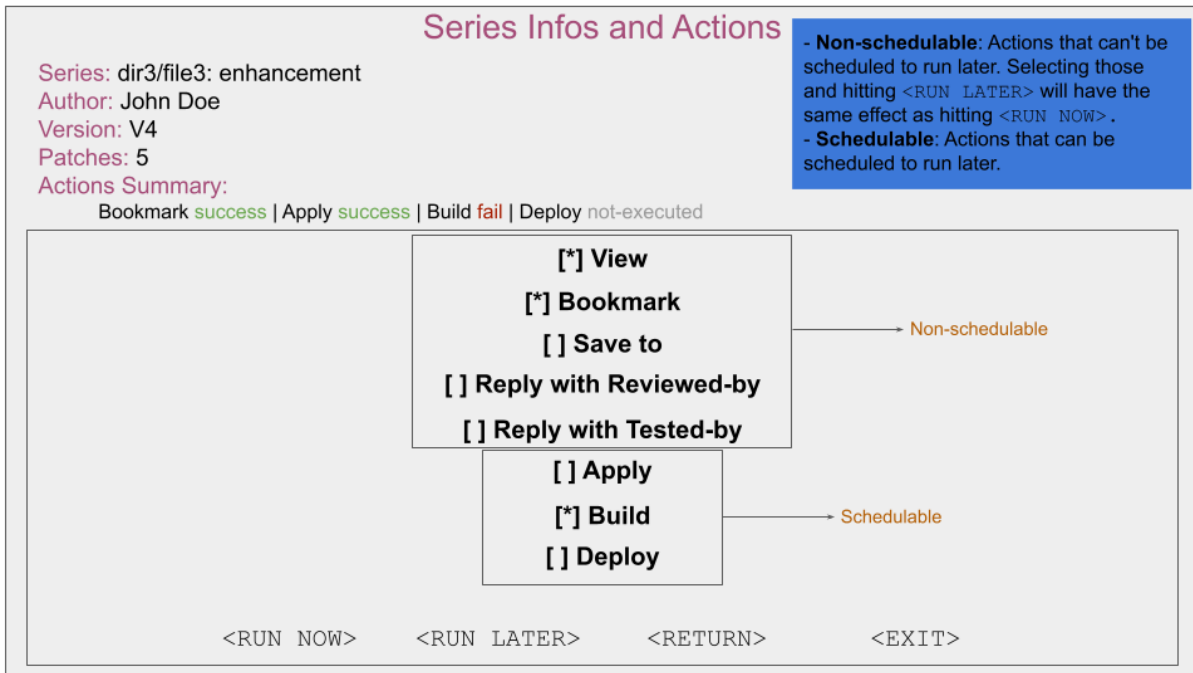 Series Infos and Actions
- Non-schedulable: Actions that can't be
scheduled to run later. Selecting those
and hitting <RUN LATER> will have the
same effect as hitting <RUN NOW>.
- Schedulable: Actions that can be
scheduled to run later.
Series: dir3/file3: enhancement
Author: John Doe
Version: V4
Patches: 5
Actions Summary:
Bookmark success | Apply success | Build fail | Deploy not-executed
[*] View
[*] Bookmark
[ ] Save to
[ ] Reply with Reviewed-by
[ ] Reply with Tested-by
Non-schedulable
[ ] Apply
[*] Build
[ ] Deploy
Schedulable
<RUN NOW> <RUN LATER> <RETURN> <EXIT>